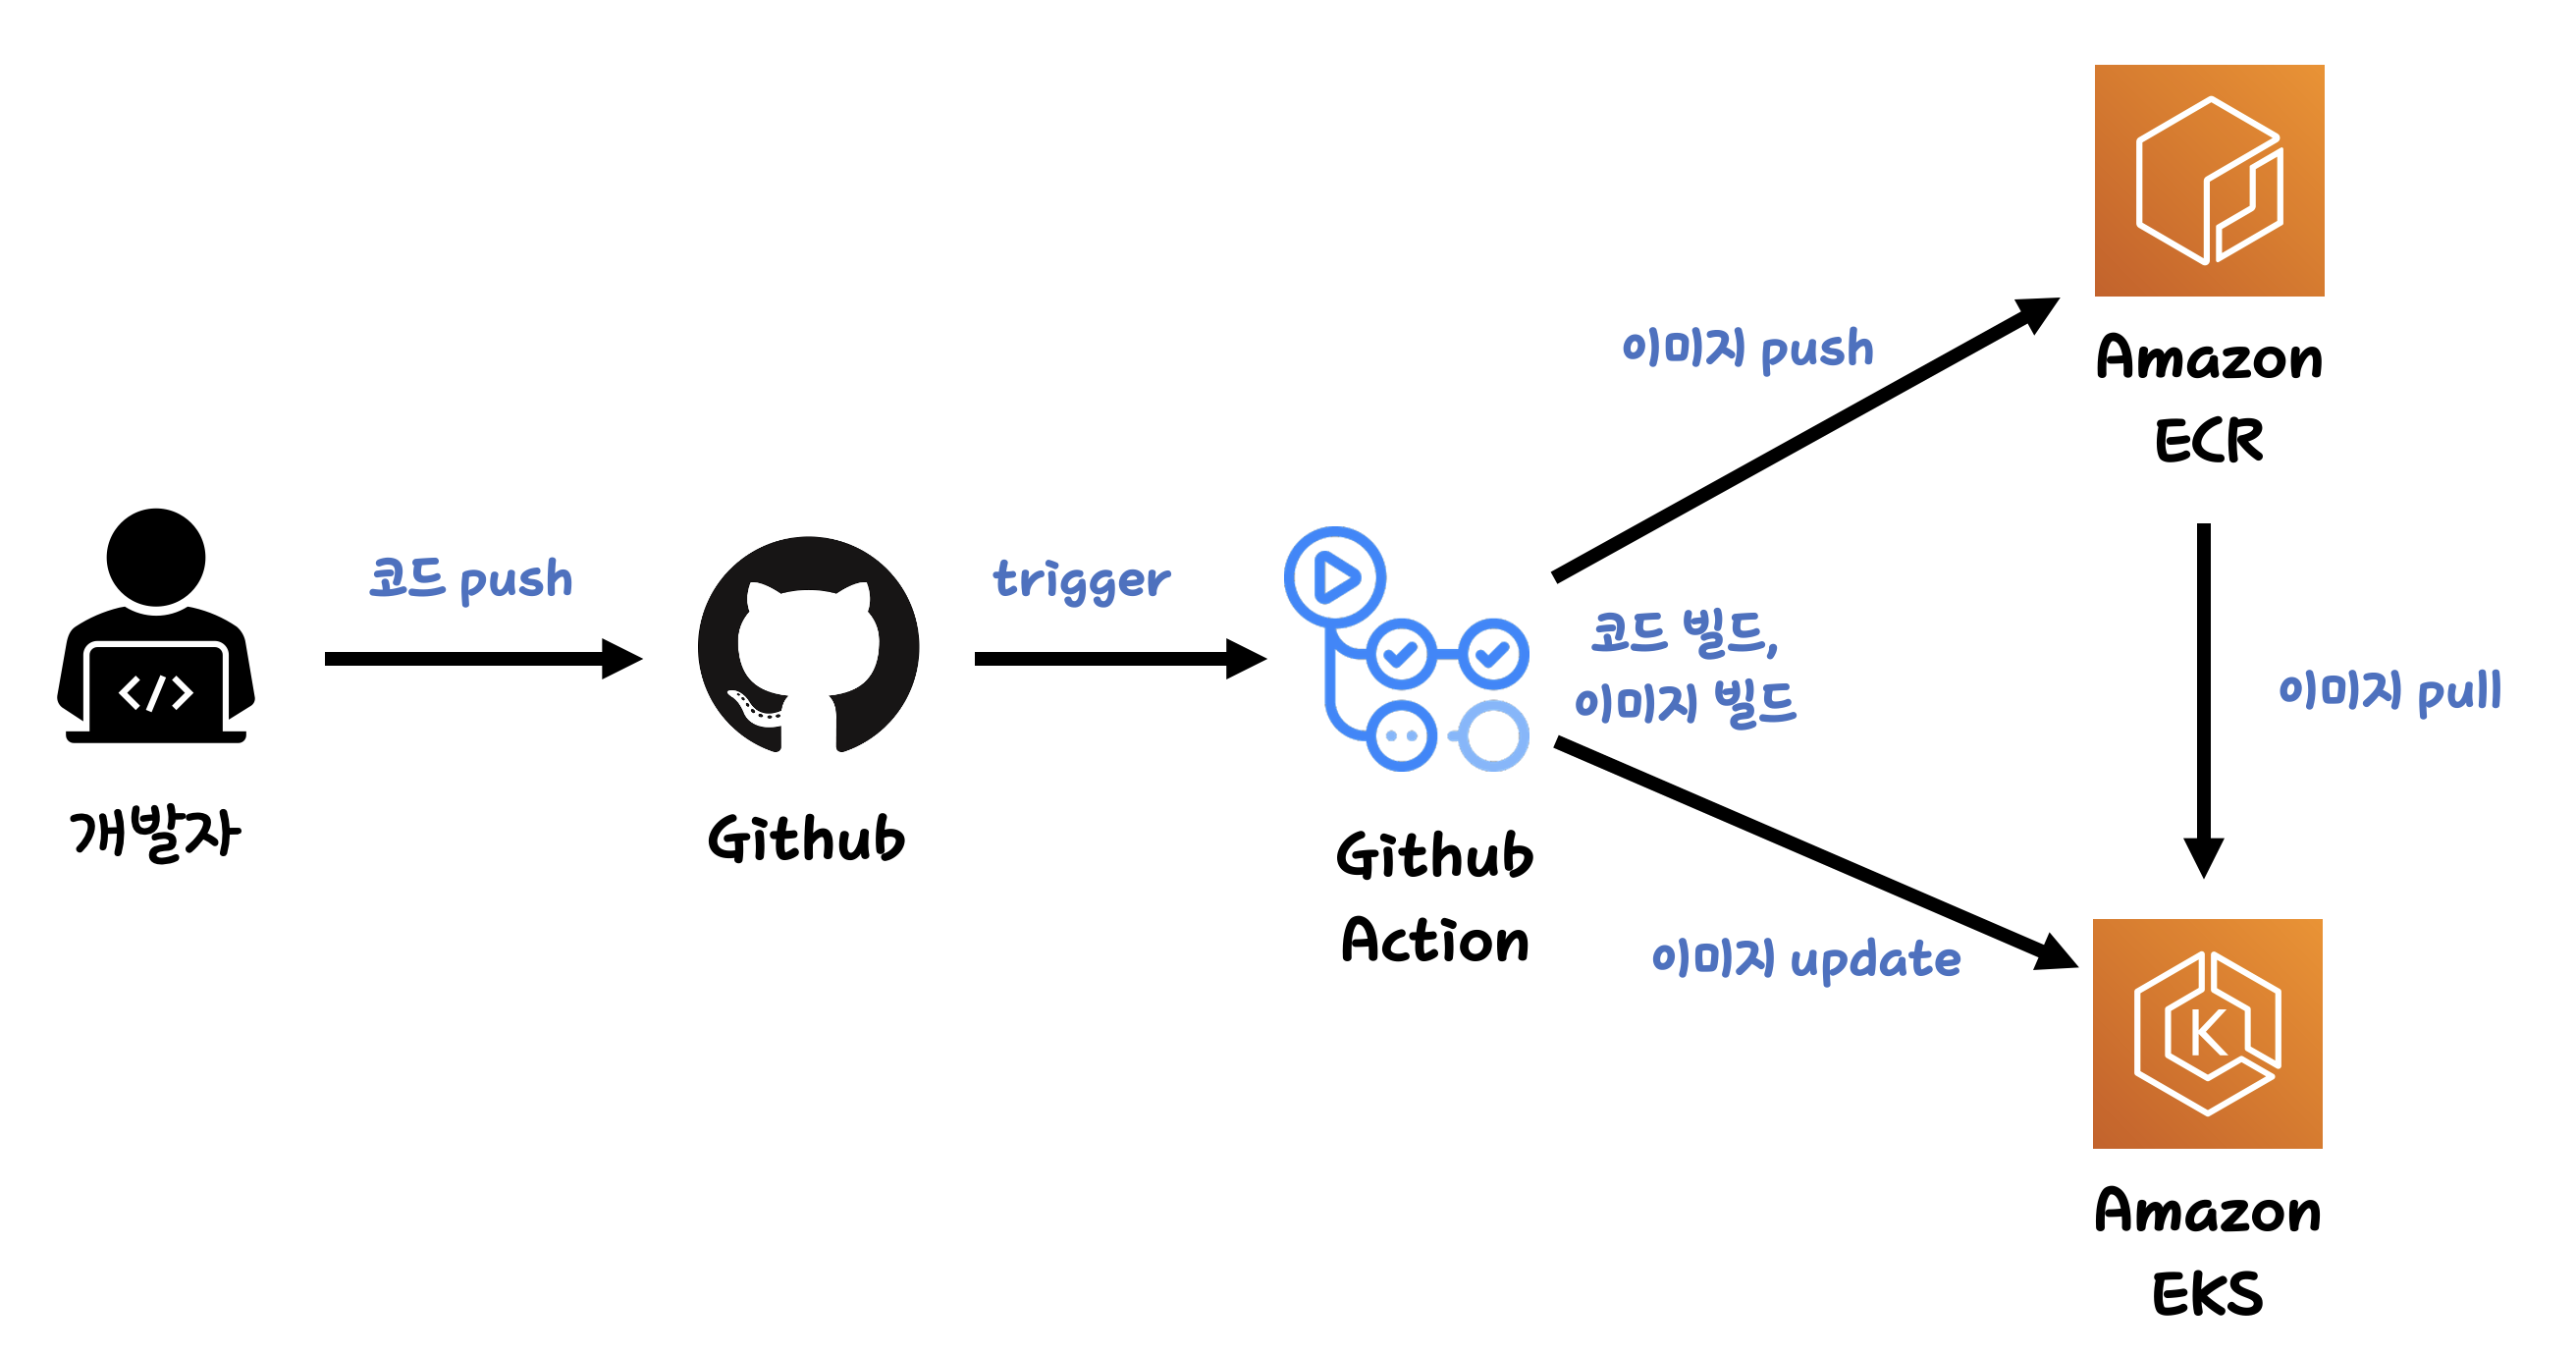 코드 push
개발자
Github
trigger
Github
Action
코드 빌드,
이미지 빌드
이미지 push
이미지 update
Amazon
ECR
이미지 pull
K
Amazon
EKS